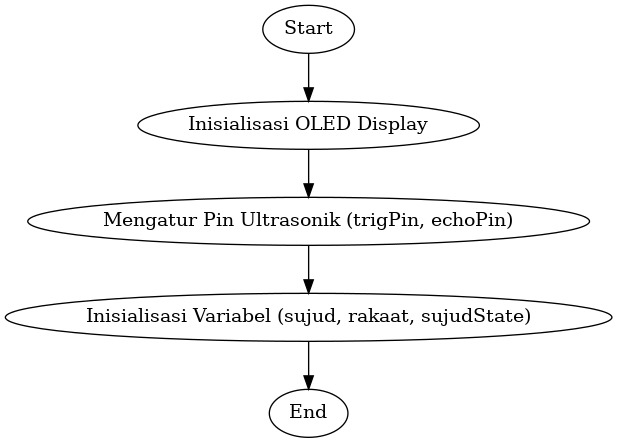 Start
Inisialisasi OLED Display
Mengatur Pin Ultrasonik (trigPin, echoPin)
Inisialisasi Variabel (sujud, rakaat, sujudState)
End